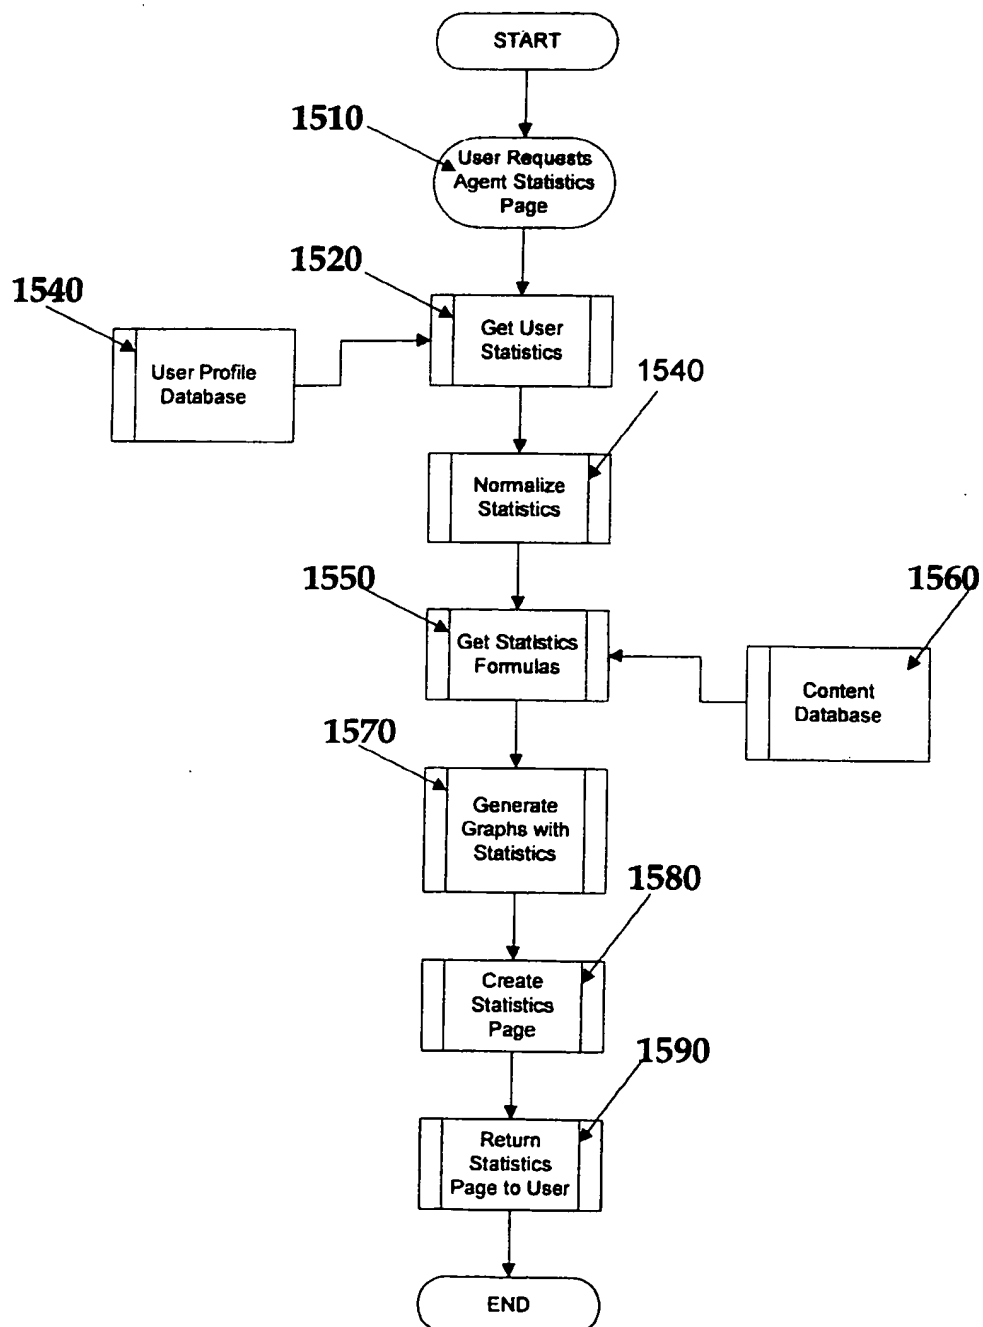 START
1510
User Requests
Agent Statistics
Page
1520
1540
Get User
Statistics
User Profile
Database
1540
Normalize
Statistics
1550
1560
Get Statistics
Formulas
Content
Database
1570
Generate
Graphs with
Statistics
1580
Create
Statistics
Page
1590
Return
Statistics
Page to User
END